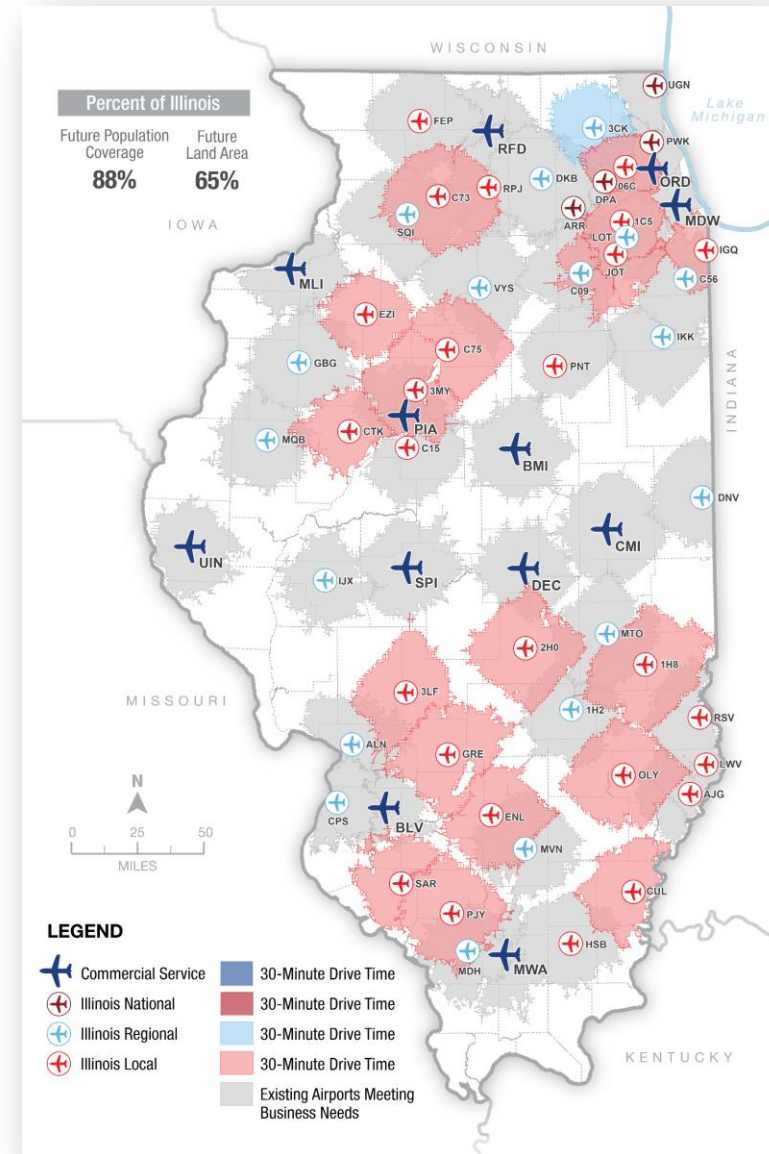 WISCONSIN
Percent of Illinois
Future Population
Coverage
88%
Future
Land Area
65%
IOWA
Lake
Michigan
UGN
FEP
RFD
3CK
PWK
ORD
06C
DPA
DKB
RPJ
C73
SQI
ARR
MDW
1C5
LOT
JOT
IGQ
C56
C09
MLI
VYS
EZI
IKK
C75
GBG
PNT
INDIANA
3MY
PIA
CTK
MQB
C15
BMI
DNV
CMI
UIN
IJX
SPI
DEC
MTO
2H0
1H8
MISSOURI
3LF
1H2
RSV
ALN
GRE
LWV
OLY
AJG
N
0 25 50
MILES
CPS
BLV
ENL
MVN
SAR
CUL
PJY
HSB
MDH
MWA
KENTUCKY
LEGEND
Commercial Service
Illinois National
Illinois Regional
Illinois Local
30-Minute Drive Time
30-Minute Drive Time
30-Minute Drive Time
30-Minute Drive Time
Existing Airports Meeting
Business Needs